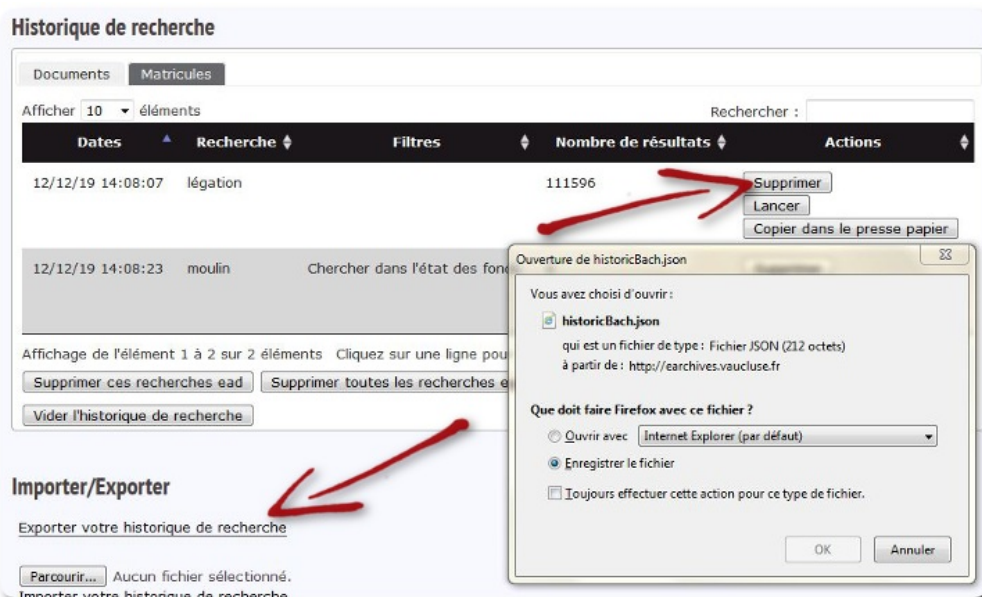 Historique de recherche
Documents Matricules
Afficher 10 éléments Rechercher :
Dates Recherche Filtres Nombre de résultats Actions
12/12/19 14:08:07 légation 111596 Supprimer
Lancer
Copier dans le presse papier
12/12/19 14:08:23 moulin Chercher dans l'état des
Affichage de l'élément 1 à 2 sur 2 éléments Cliquez sur une ligne
Supprimer ces recherches ead Supprimer toutes les recherches
Vider l'historique de recherche
Importer/Exporter
Exporter votre historique de recherche
Parcourir... Aucun fichier sélectionné.
Importer votre historique de recherche
Ouverture de historicBach.json
Vous avez choisi d'ouvrir :
historicBach.json
qui est un fichier de type : Fichier JSON (212 octets)
à partir de : http://earchives.vaucluse.fr
Que doit faire Firefox avec ce fichier ?
Ouvrir avec Internet Explorer (par défaut)
Enregistrer le fichier
Toujours effectuer cette action pour ce type de fichier.
OK Annuler